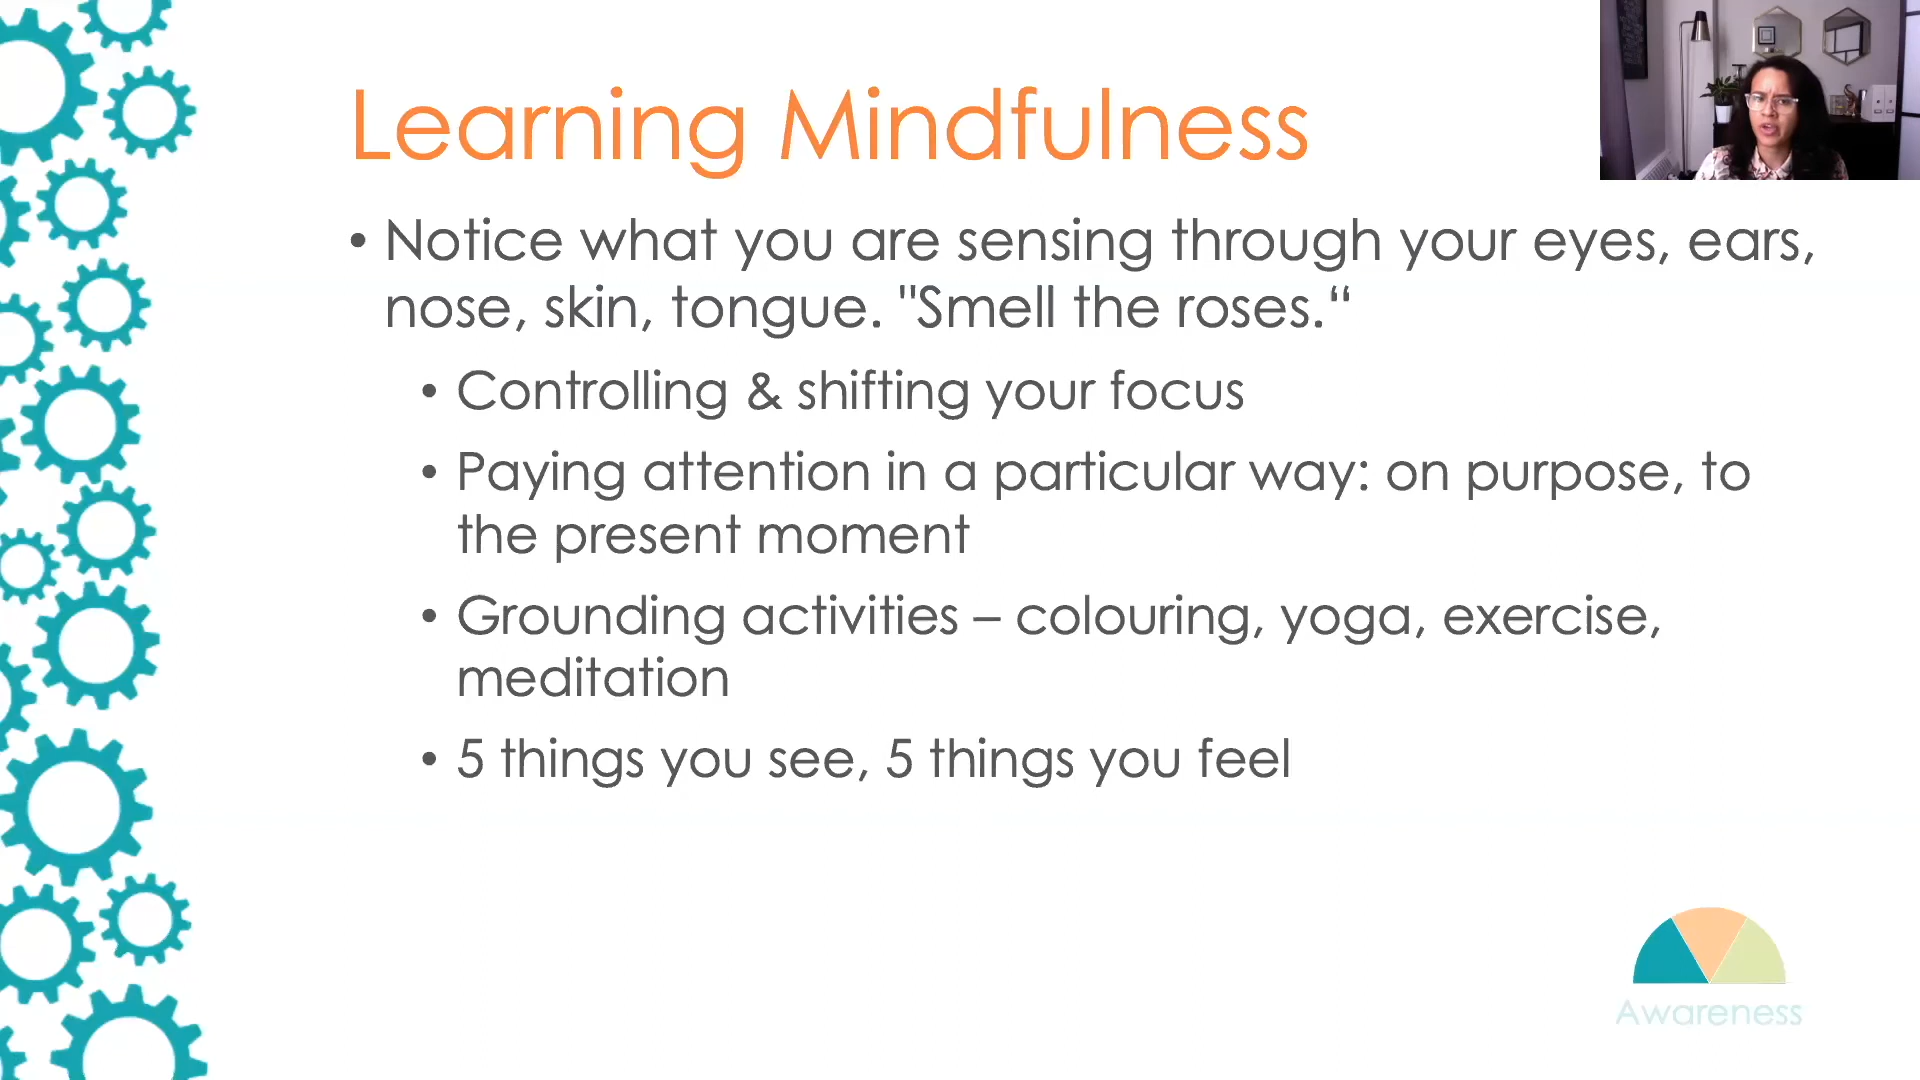 Learning Mindfulness
• Notice what you are sensing through your eyes, ears,
nose, skin, tongue. "Smell the roses.“
• Controlling & shifting your focus
• Paying attention in a particular way: on purpose, to
the present moment
• Grounding activities – colouring, yoga, exercise,
meditation
• 5 things you see, 5 things you feel
Awareness